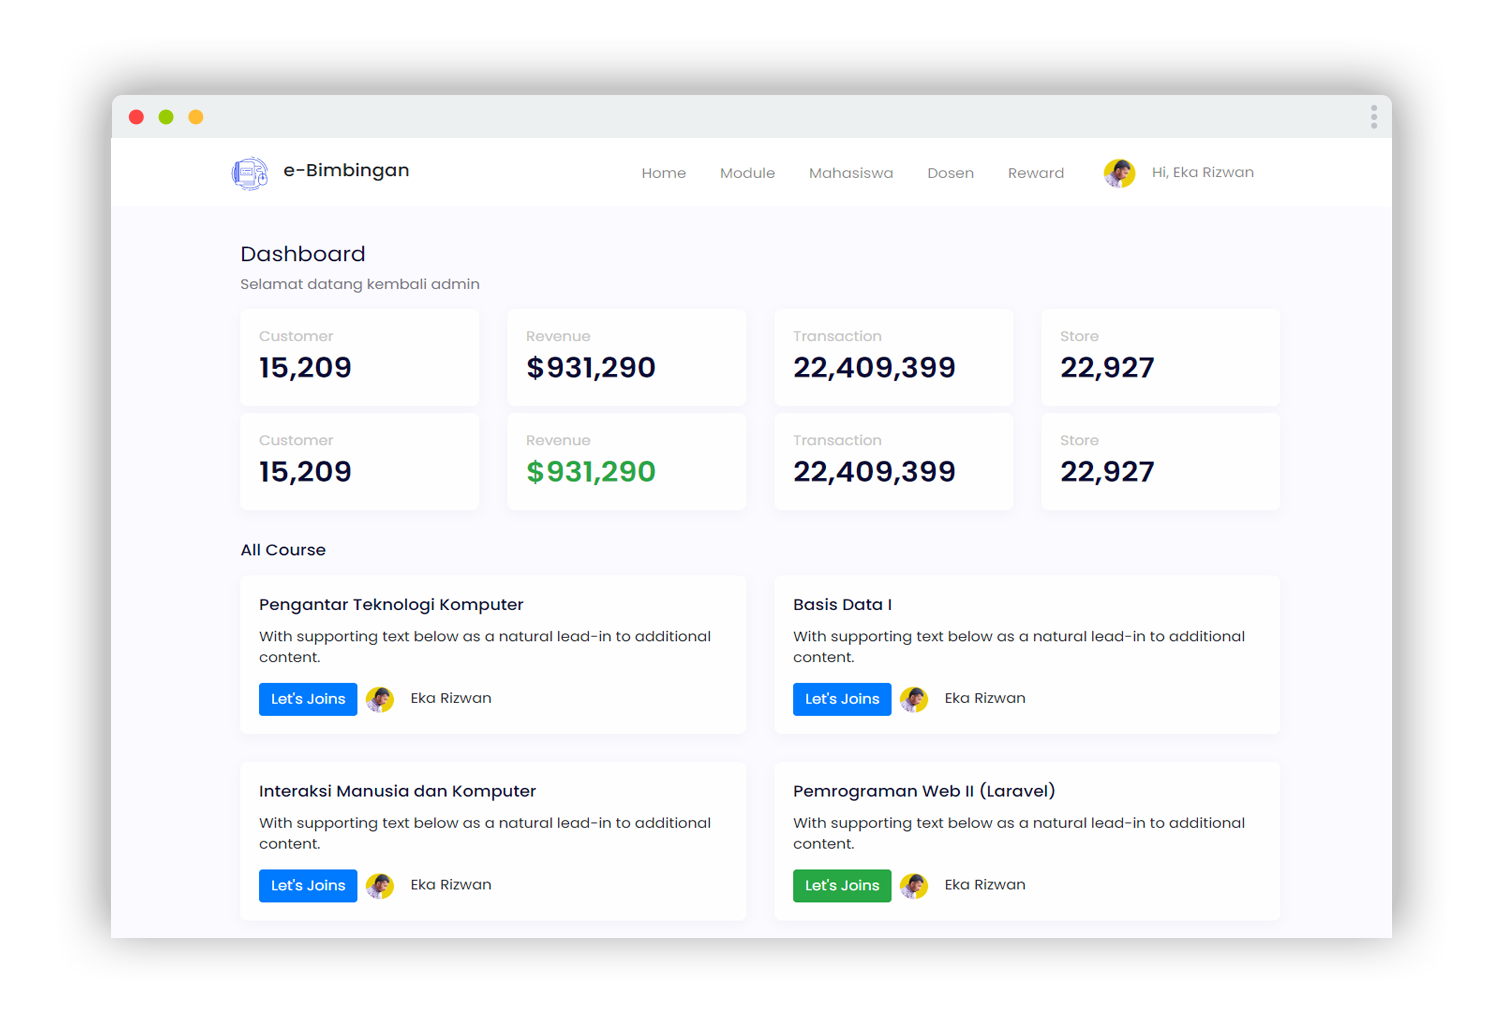 e-Bimbingan
Home Module Mahasiswa Dosen Reward Hi, Eka Rizwan
Dashboard
Selamat datang kembali admin
Customer Revenue Transaction Store
15,209 $931,290 22,409,399 22,927
Customer Revenue Transaction Store
15,209 $931,290 22,409,399 22,927
All Course
Pengantar Teknologi Komputer
With supporting text below as a natural lead-in to additional
content.
Let's Joins Eka Rizwan
Basis Data I
With supporting text below as a natural lead-in to additional
content.
Let's Joins Eka Rizwan
Interaksi Manusia dan Komputer
With supporting text below as a natural lead-in to additional
content.
Let's Joins Eka Rizwan
Pemrograman Web II (Laravel)
With supporting text below as a natural lead-in to additional
content.
Let's Joins Eka Rizwan